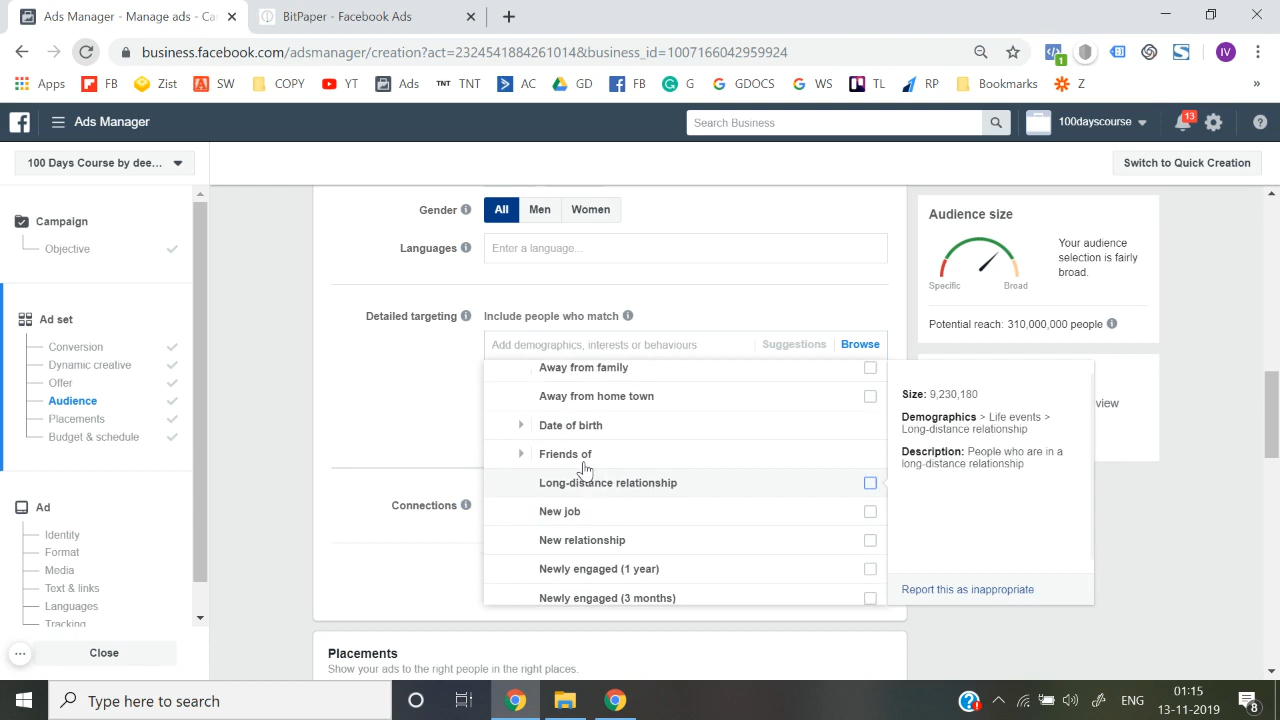 Ads Manager - Manage ads - Ca
BitPaper - Facebook Ads
business.facebook.com/adsmanager/creation?act=232454188426101​4&business_id=1007166042959924
Apps
FB
Zist
SW
COPY
YT
Ads
TNT TNT
AC
GD
FB
G
GDOCS
WS
TL
RP
Bookmarks
Z
»
Ads Manager
Search Business
100dayscourse
13
100 Days Course by dee...
Switch to Quick Creation
Campaign
Objective
Ad set
Conversion
Dynamic creative
Offer
Audience
Placements
Budget & schedule
Ad
Identity
Format
Media
Text & links
Languages
Tracking
Close
Gender
All
Men
Women
Languages
Enter a language...
Detailed targeting
Include people who match
Add demographics, interests or behaviours
Suggestions
Browse
Away from family
Away from home town
Date of birth
Friends of
Long-distance relationship
New job
New relationship
Newly engaged (1 year)
Newly engaged (3 months)
Connections
Size: 9,230,180
Demographics > Life events >
Long-distance relationship
Description: People who are in a
long-distance relationship
Report this as inappropriate
Audience size
Your audience
selection is fairly
broad.
Specific
Broad
Potential reach: 310,000,000 people
view
Placements
Show your ads to the right people in the right places.
Type here to search
ENG
01:15
13-11-2019
8